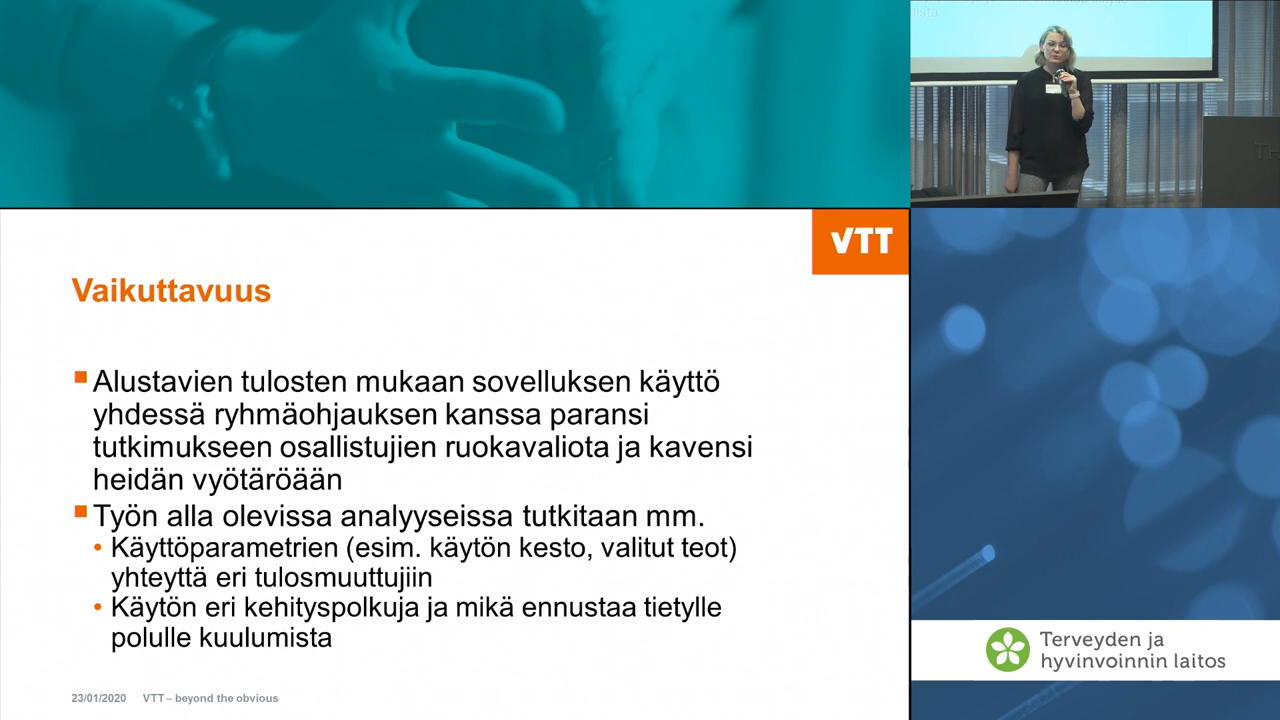 VTT
Vaikuttavuus
Alustavien tulosten mukaan sovelluksen käyttö
yhdessä ryhmäohjauksen kanssa paransi
tutkimukseen osallistujien ruokavaliota ja kavensi
heidän vyötäröään
Työn alla olevissa analyyseissa tutkitaan mm.
• Käyttöparametrien (esim. käytön kesto, valitut teot)
yhteyttä eri tulosmuuttujiin
• Käytön eri kehityspolkuja ja mikä ennustaa tietylle
polulle kuulumista
23/01/2020 VTT – beyond the obvious
Terveyden ja
hyvinvoinnin laitos